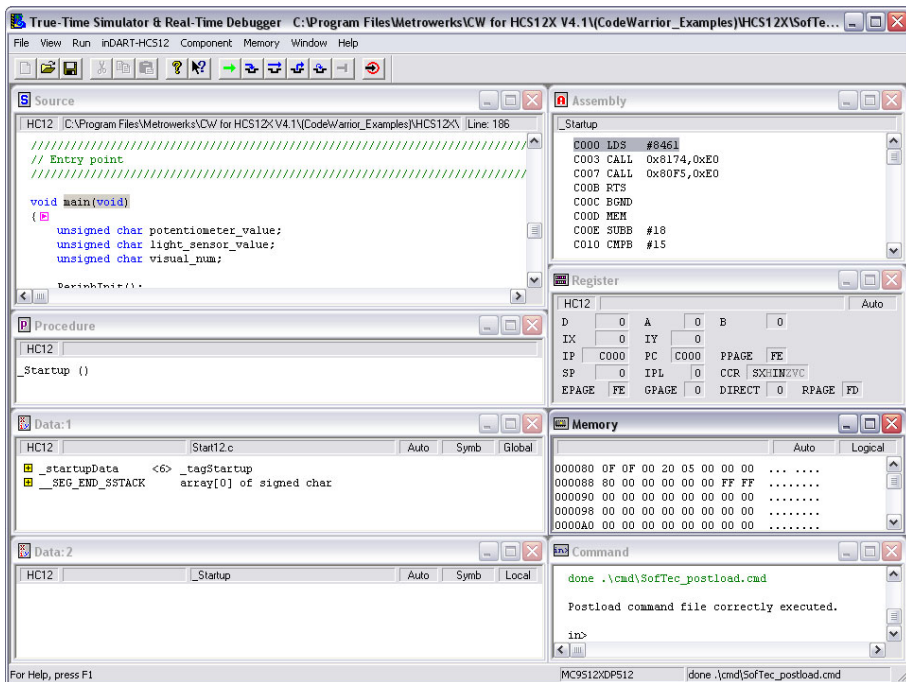 True-Time Simulator & Real-Time Debugger C:\Program Files\Metrowerks\CW for HCS12X V4.1\(CodeWarrior_Examples)\HCS12X\SofTe...
File View Run inDART-HCS12 Component Memory Window Help
Source
HC12 C:\Program Files\Metrowerks\CW for HCS12X V4.1\(CodeWarrior_Examples)\HCS12X\ Line: 186
////////////////////////////////////////////////////////////////////////////
// Entry point
////////////////////////////////////////////////////////////////////////////
void main(void)
{
unsigned char potentiometer_value;
unsigned char light_sensor_value;
unsigned char visual_num;
PeriphInit();
Assembly
_Startup
C000 LDS #8461
C003 CALL 0x8174,0xE0
C007 CALL 0x80F5,0xE0
C00B RTS
C00C BGND
C00D MEM
C00E SUBB #18
C010 CMPB #15
Register
HC12 Auto
D 0 A 0 B 0
IX 0 IY 0
IP C000 PC C000 PPAGE FE
SP 0 IPL 0 CCR SXHINZVC
EPAGE FE GPAGE 0 DIRECT 0 RPAGE FD
Procedure
HC12
_Startup ()
Data:1
HC12 Start12.c Auto Symb Global
_startupData <6> _tagStartup
__SEG_END_SSTACK array[0] of signed char
Memory
Auto Logical
000080 0F 0F 00 20 05 00 00 00 ... ....
000088 80 00 00 00 00 00 FF FF ........
000090 00 00 00 00 00 00 00 00 ........
000098 00 00 00 00 00 00 00 00 ........
0000A0 00 00 00 00 00 00 00 00 ........
Data:2
HC12 _Startup Auto Symb Local
Command
done .\cmd\SofTec_postload.cmd
Postload command file correctly executed.
in>
For Help, press F1 MC9S12XDP512 done .\cmd\SofTec_postload.cmd